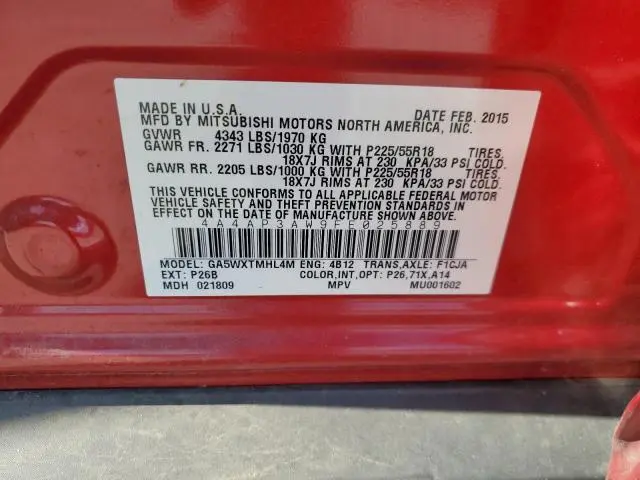 MADE IN U.S.A. DATE FEB. 2015
MFD BY MITSUBISHI MOTORS NORTH AMERICA, INC.
GVWR 4343 LBS/1970 KG
GAWR FR. 2271 LBS/1030 KG WITH P225/55R18 TIRES,
18X7J RIMS AT 230 KPA/33 PSI COLD.
GAWR RR. 2205 LBS/1000 KG WITH P225/55R18 TIRES,
18X7J RIMS AT 230 KPA/33 PSI COLD.
THIS VEHICLE CONFORMS TO ALL APPLICABLE FEDERAL MOTOR
VEHICLE SAFETY AND THEFT PREVENTION STANDARDS IN
EFFECT ON THE DATE OF MANUFACTURE SHOWN ABOVE.
4A4AP3AW9FE025889
MODEL: GA5WXTMHL4M ENG: 4B12 TRANS,AXLE: F1CJA
EXT: P26B COLOR,INT,OPT: P26,71X,A14
MDH 021809 MPV MU001602